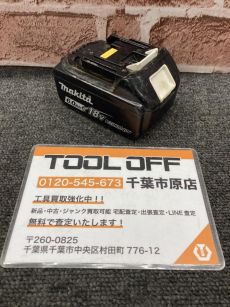 makita
6.0Ah 18V
TOOL OFF
0120-545-673 千葉市原店
工具買取強化中！！
新品・中古・ジャンク買取可能 宅配査定・出張査定・LINE査定
無料で査定いたします！
〒260-0825
千葉県千葉市中央区村田町 776-12